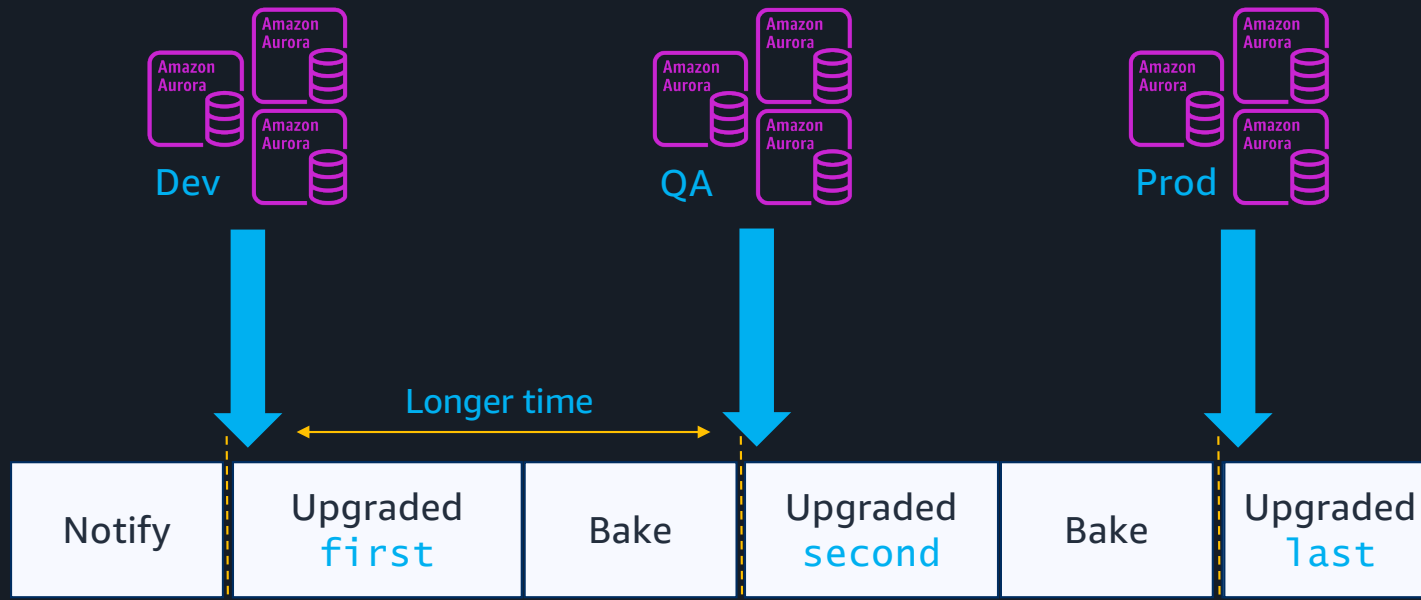 Amazon
Aurora
Amazon
Aurora
Amazon
Aurora
Dev
Amazon
Aurora
Amazon
Aurora
Amazon
Aurora
QA
Amazon
Aurora
Amazon
Aurora
Amazon
Aurora
Prod
Longer time
Notify
Upgraded
first
Bake
Upgraded
second
Bake
Upgraded
last